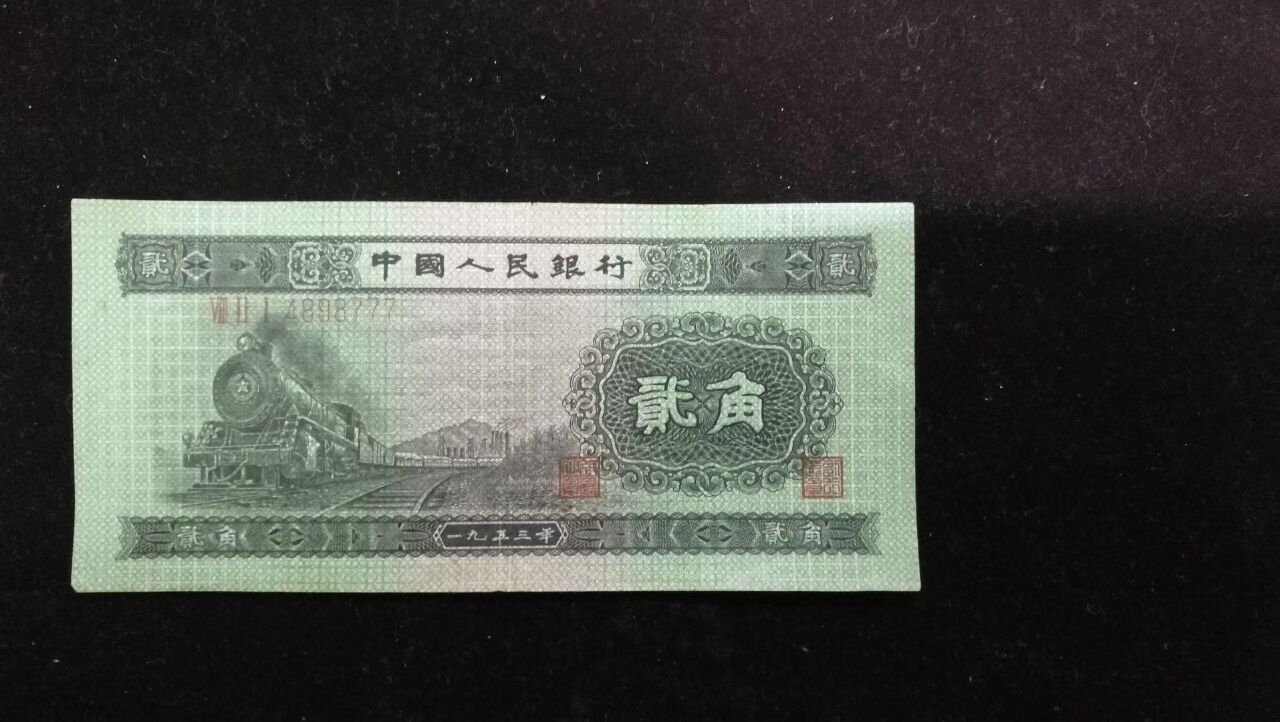 貳 中國人民銀行 貳
VIII II I 4898777
貳角
貳角 一九五三年 貳角